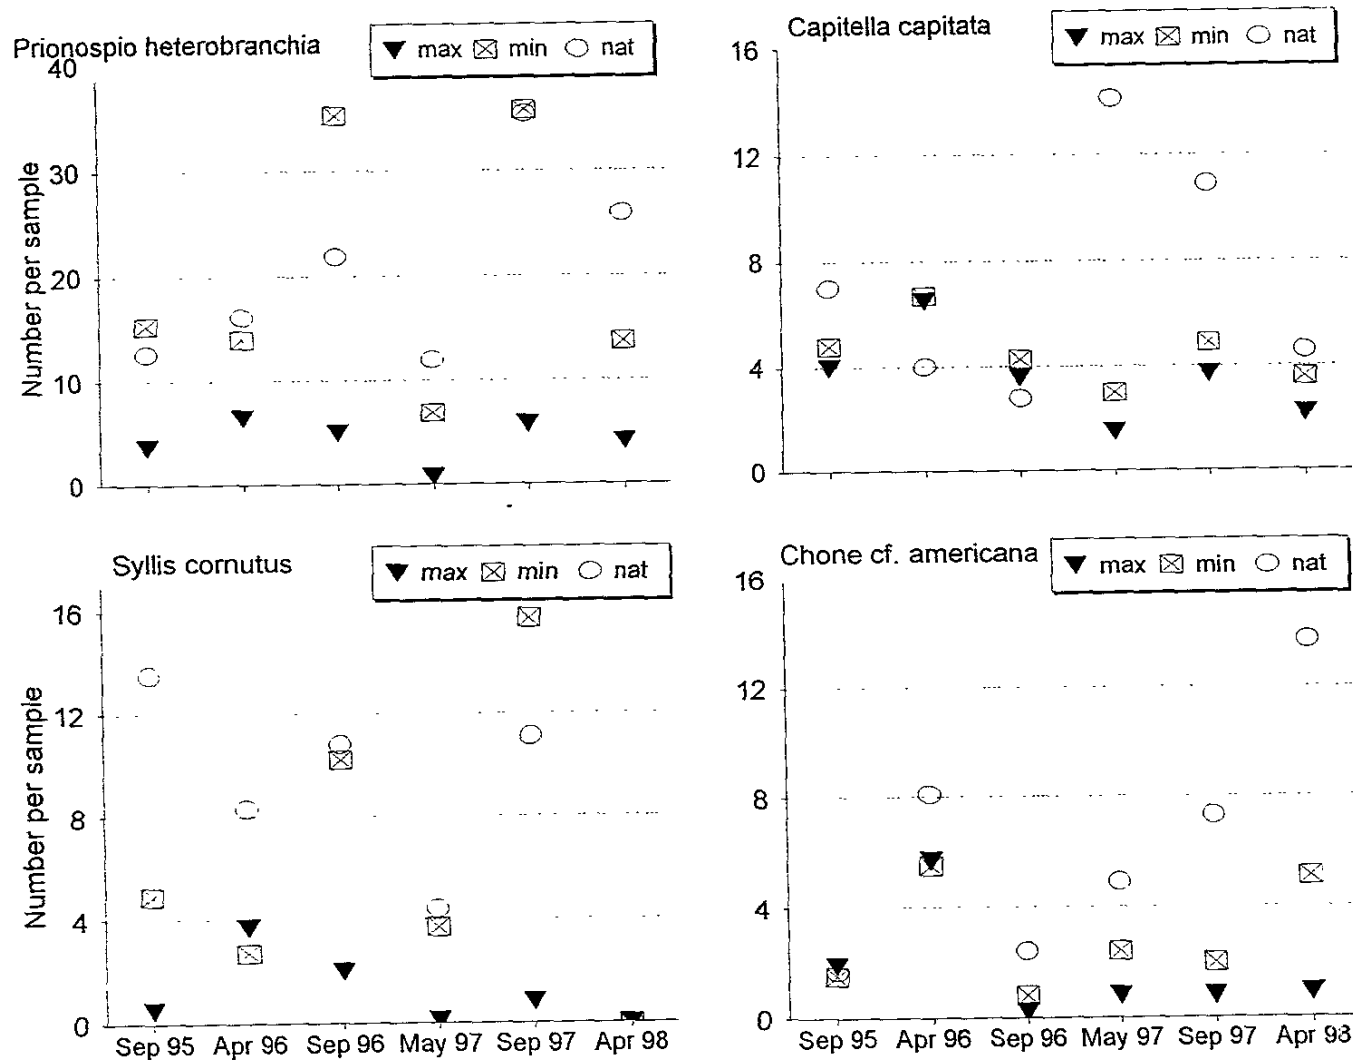 Prionospio heterobranchia
max min nat
40
30
20
10
0
Number per sample
Capitella capitata
max min nat
16
12
8
4
0
Syllis cornutus
max min nat
16
12
8
4
0
Number per sample
Sep 95 Apr 96 Sep 96 May 97 Sep 97 Apr 98
Chone cf. americana
max min nat
16
12
8
4
0
Sep 95 Apr 96 Sep 96 May 97 Sep 97 Apr 98